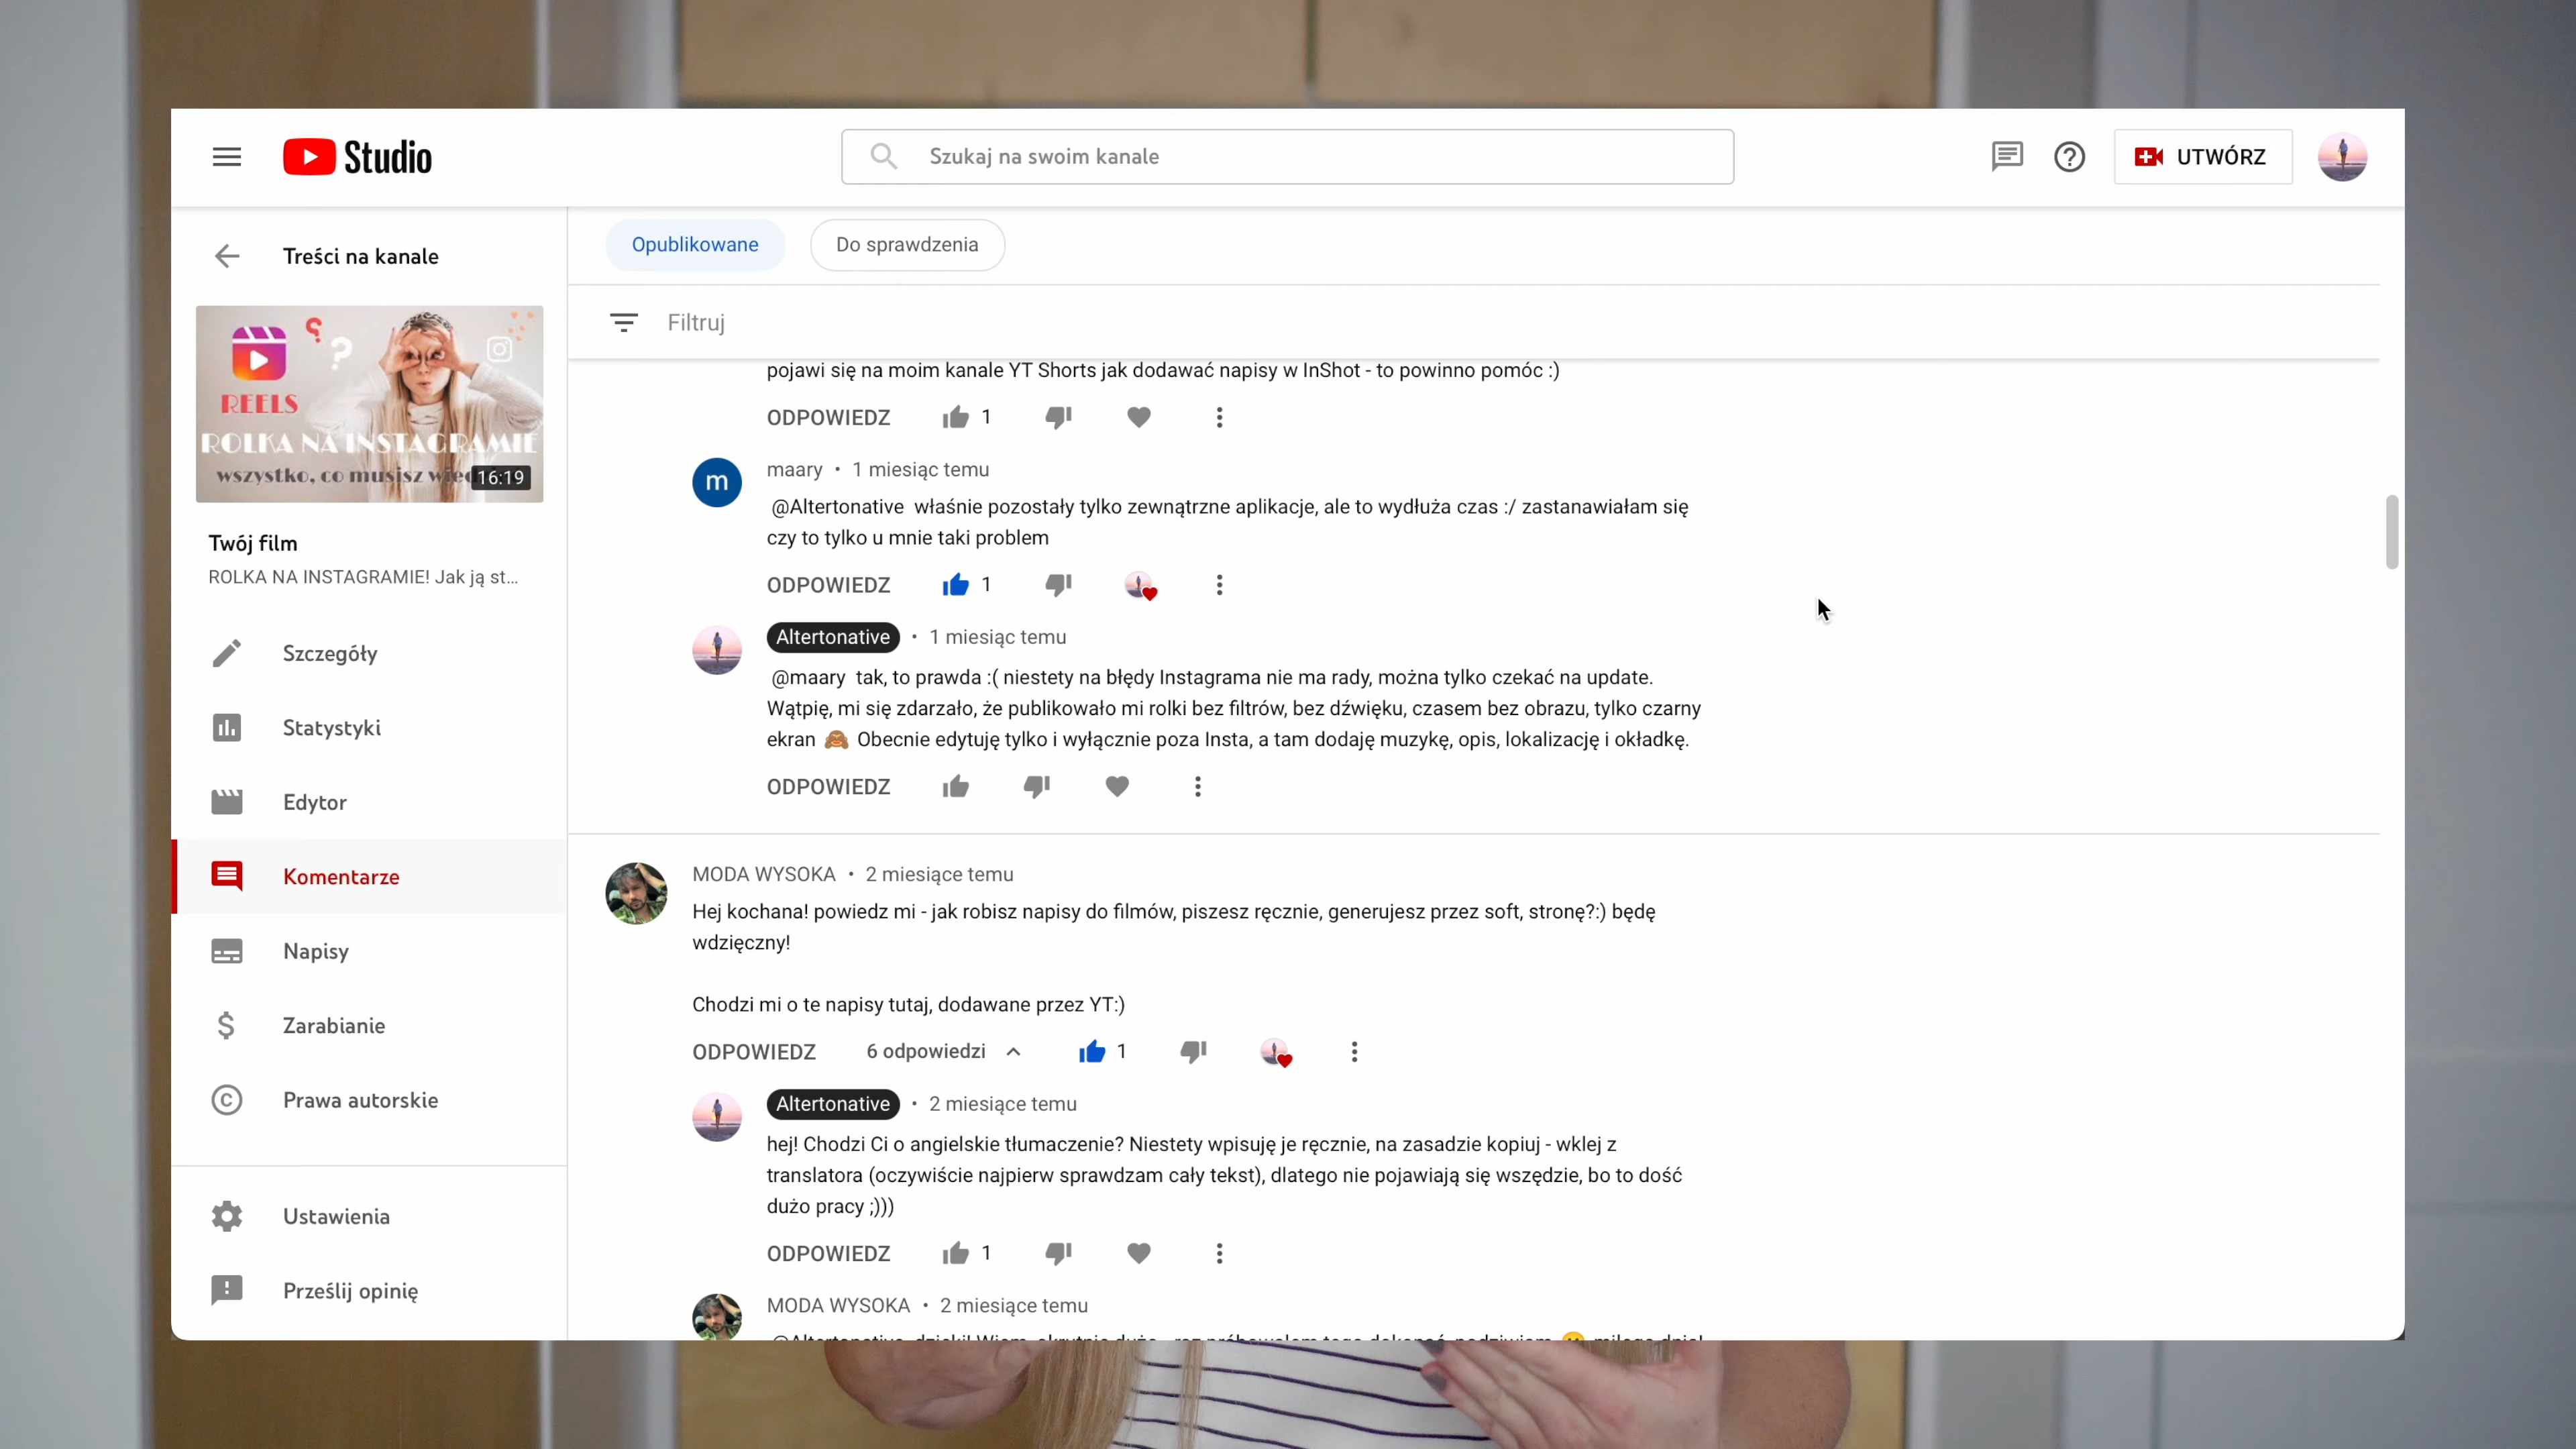 Studio
Szukaj na swoim kanale
UTWÓRZ
Treści na kanale
REELS
ROLKA NA INSTAGRAMIE
wszystko, co musisz wied
16:19
Twój film
ROLKA NA INSTAGRAMIE! Jak ją st...
Szczegóły
Statystyki
Edytor
Komentarze
Napisy
Zarabianie
Prawa autorskie
Ustawienia
Prześlij opinię
Opublikowane
Do sprawdzenia
Filtruj
pojawi się na moim kanale YT Shorts jak dodawać napisy w InShot - to powinno pomóc :)
ODPOWIEDZ 1
m
maary • 1 miesiąc temu
@Altertonative właśnie pozostały tylko zewnątrzne aplikacje, ale to wydłuża czas :/ zastanawiałam się
czy to tylko u mnie taki problem
ODPOWIEDZ 1
Altertonative • 1 miesiąc temu
@maary tak, to prawda :( niestety na błędy Instagrama nie ma rady, można tylko czekać na update.
Wątpię, mi się zdarzało, że publikowało mi rolki bez filtrów, bez dźwięku, czasem bez obrazu, tylko czarny
ekran 🙈 Obecnie edytuję tylko i wyłącznie poza Insta, a tam dodaję muzykę, opis, lokalizację i okładkę.
ODPOWIEDZ
MODA WYSOKA • 2 miesiące temu
Hej kochana! powiedz mi - jak robisz napisy do filmów, piszesz ręcznie, generujesz przez soft, stronę?:) będę
wdzięczny!
Chodzi mi o te napisy tutaj, dodawane przez YT:)
ODPOWIEDZ 6 odpowiedzi 1
Altertonative • 2 miesiące temu
hej! Chodzi Ci o angielskie tłumaczenie? Niestety wpisuję je ręcznie, na zasadzie kopiuj - wklej z
translatora (oczywiście najpierw sprawdzam cały tekst), dlatego nie pojawiają się wszędzie, bo to dość
dużo pracy ;)))
ODPOWIEDZ 1
MODA WYSOKA • 2 miesiące temu